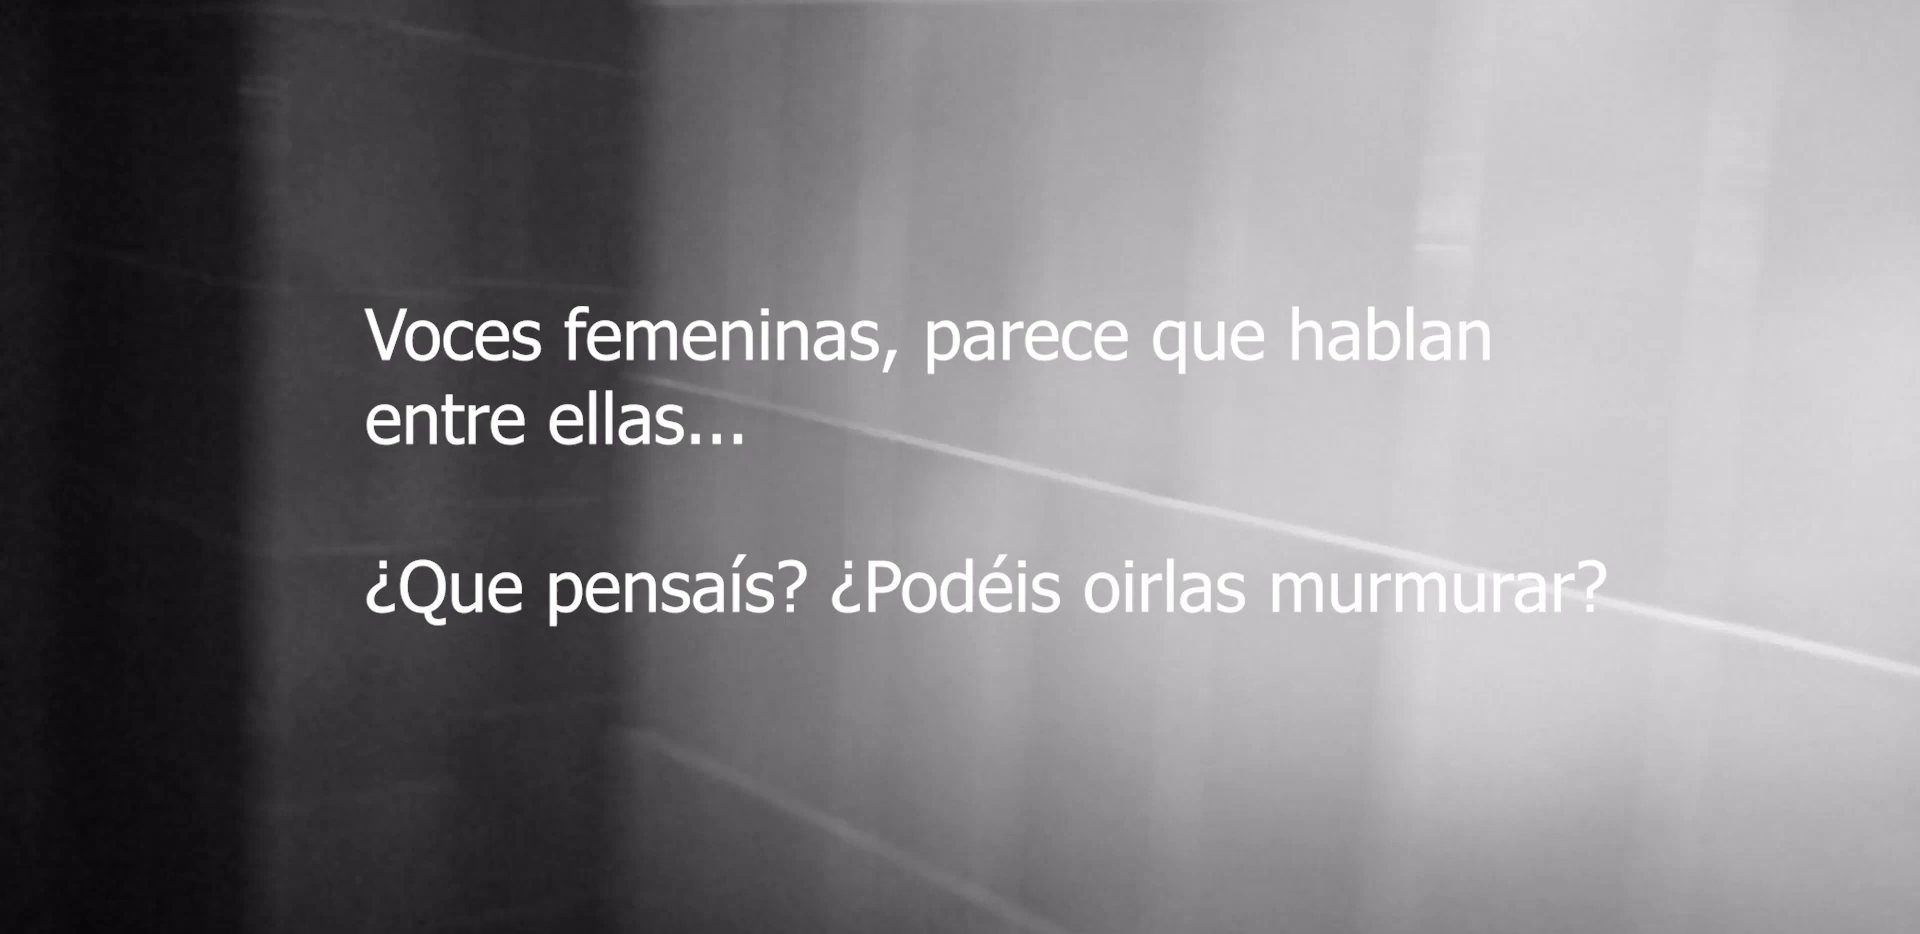 Voces femeninas, parece que hablan
entre ellas...
¿Que pensaís? ¿Podéis oirlas murmurar?